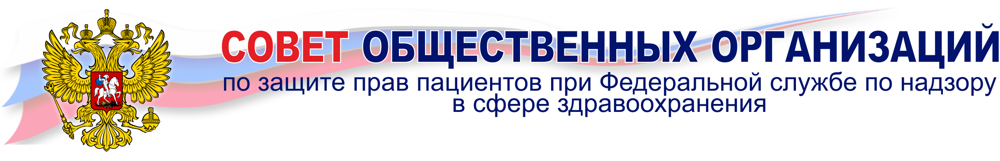 СОВЕТ ОБЩЕСТВЕННЫХ ОРГАНИЗАЦИЙ
по защите прав пациентов при Федеральной службе по надзору
в сфере здравоохранения